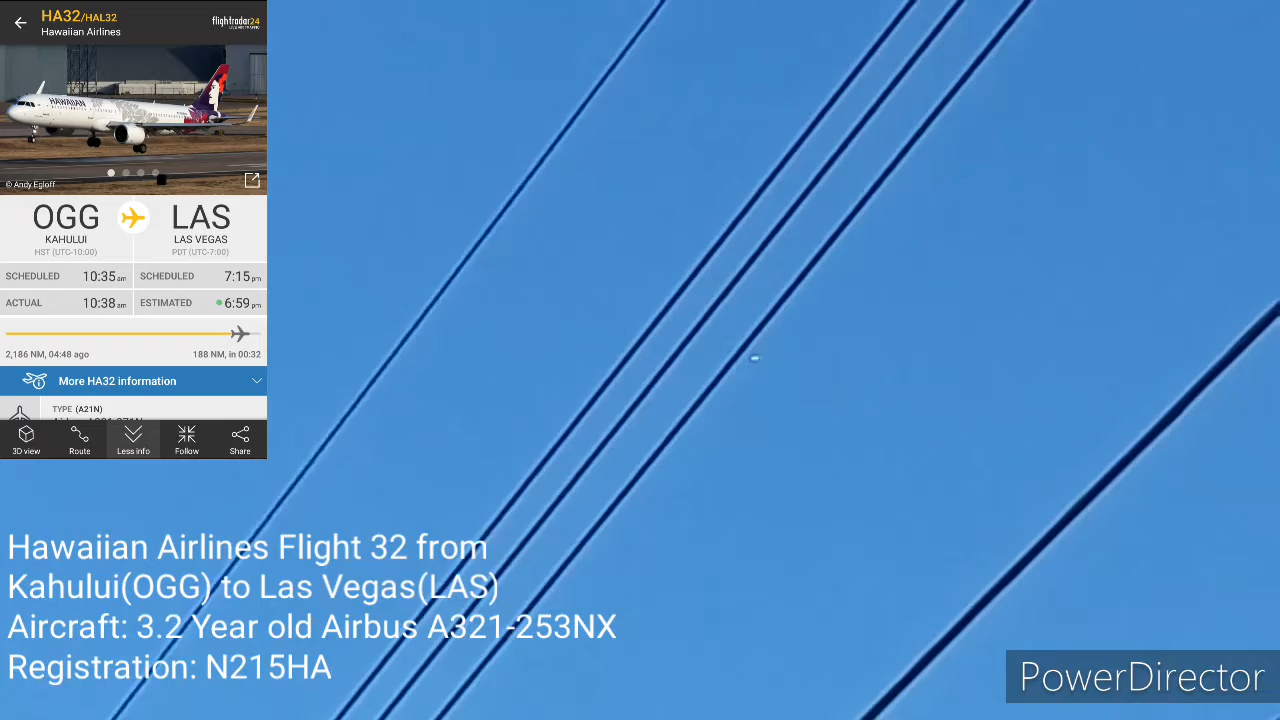 HA32/HAL32
flightradar24
LIVE AIR TRAFFIC
Hawaiian Airlines
HAWAIIAN
© Andy Egloff
OGG
LAS
KAHULUI
LAS VEGAS
HST (UTC-10:00)
PDT (UTC-7:00)
SCHEDULED 10:35 am
SCHEDULED 7:15 pm
ACTUAL 10:38 am
ESTIMATED 6:59 pm
2,186 NM, 04:48 ago
188 NM, in 00:32
More HA32 information
TYPE (A21N)
3D view
Route
Less info
Follow
Share
Hawaiian Airlines Flight 32 from
Kahului(OGG) to Las Vegas(LAS)
Aircraft: 3.2 Year old Airbus A321-253NX
Registration: N215HA
PowerDirector